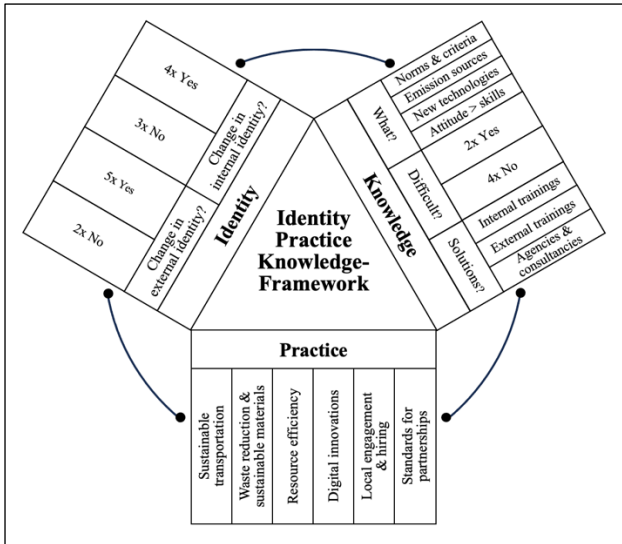 4x Yes
3x No
5x Yes
2x No
Change in
internal identity?
Change in
external identity?
Identity
Norms & criteria
Emission sources
New technologies
Attitude > skills
2x Yes
4x No
Internal trainings
External trainings
Agencies &
consultancies
What?
Difficult?
Solutions?
Knowledge
Identity
Practice
Knowledge-
Framework
Practice
Sustainable
transportation
Waste reduction &
sustainable materials
Resource efficiency
Digital innovations
Local engagement
& hiring
Standards for
partnerships